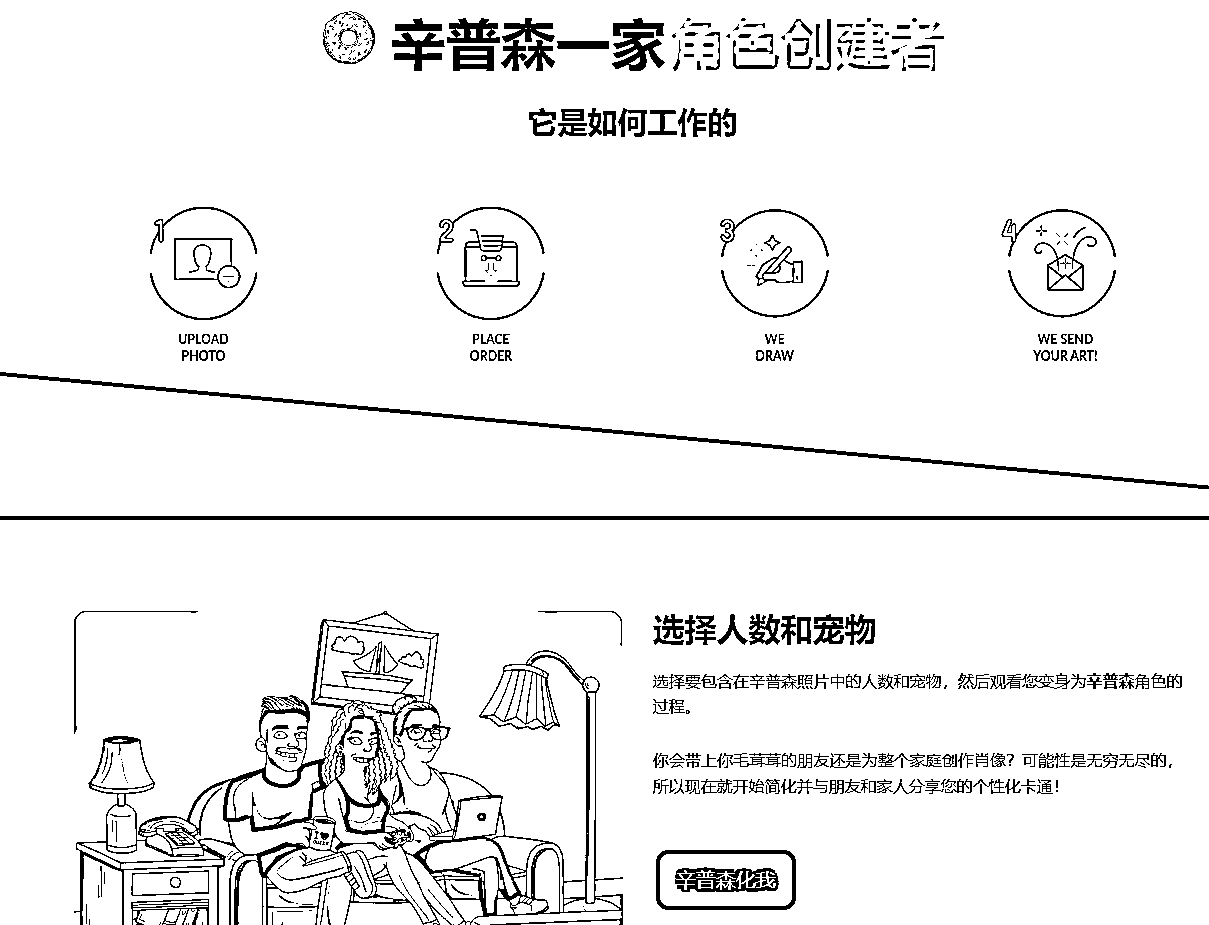 辛普森一家角色创建者
它是如何工作的
1
2
3
4
UPLOAD
PHOTO
PLACE
ORDER
WE
DRAW
WE SEND
YOUR ART!
选择人数和宠物
选择要包含在辛普森照片中的人数和宠物，然后观看您变身为辛普森角色的
过程。
你会带上你毛茸茸的朋友还是为整个家庭创作肖像？可能性是无穷无尽的，
所以现在就开始简化并与朋友和家人分享您的个性化卡通！
辛普森化我